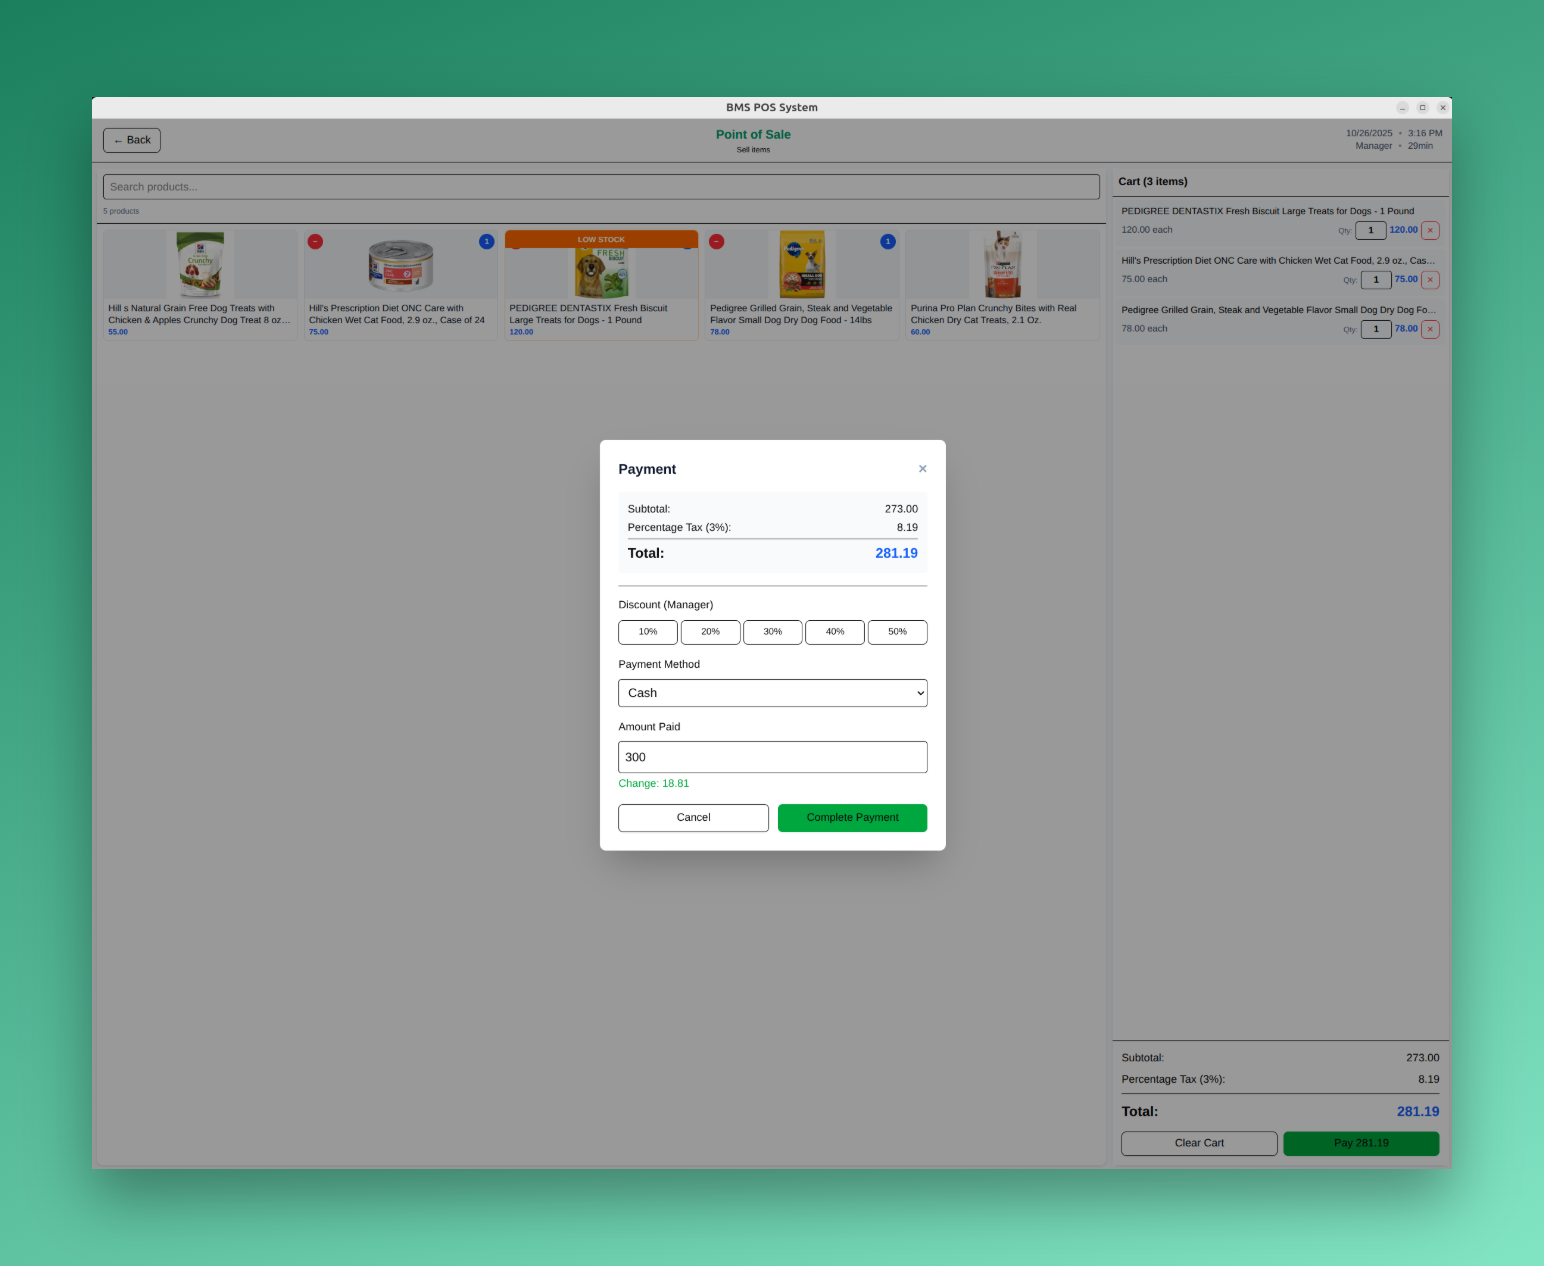 BMS POS System
← Back
Point of Sale
Sell items
10/26/2025 • 3:16 PM
Manager • 29min
Search products...
5 products
Hill s Natural Grain Free Dog Treats with
Chicken & Apples Crunchy Dog Treat 8 oz…
55.00
−
1
Hill's Prescription Diet ONC Care with
Chicken Wet Cat Food, 2.9 oz., Case of 24
75.00
LOW STOCK
FRESH
PEDIGREE DENTASTIX Fresh Biscuit
Large Treats for Dogs - 1 Pound
120.00
−
1
Pedigree
Pedigree Grilled Grain, Steak and Vegetable
Flavor Small Dog Dry Dog Food - 14lbs
78.00
Purina Pro Plan Crunchy Bites with Real
Chicken Dry Cat Treats, 2.1 Oz.
60.00
Cart (3 items)
PEDIGREE DENTASTIX Fresh Biscuit Large Treats for Dogs - 1 Pound
120.00 each
Qty: 1 120.00 ×
Hill's Prescription Diet ONC Care with Chicken Wet Cat Food, 2.9 oz., Cas…
75.00 each
Qty: 1 75.00 ×
Pedigree Grilled Grain, Steak and Vegetable Flavor Small Dog Dry Dog Fo…
78.00 each
Qty: 1 78.00 ×
Payment ×
Subtotal: 273.00
Percentage Tax (3%): 8.19
Total: 281.19
Discount (Manager)
10% 20% 30% 40% 50%
Payment Method
Cash
Amount Paid
300
Change: 18.81
Cancel Complete Payment
Subtotal: 273.00
Percentage Tax (3%): 8.19
Total: 281.19
Clear Cart Pay 281.19